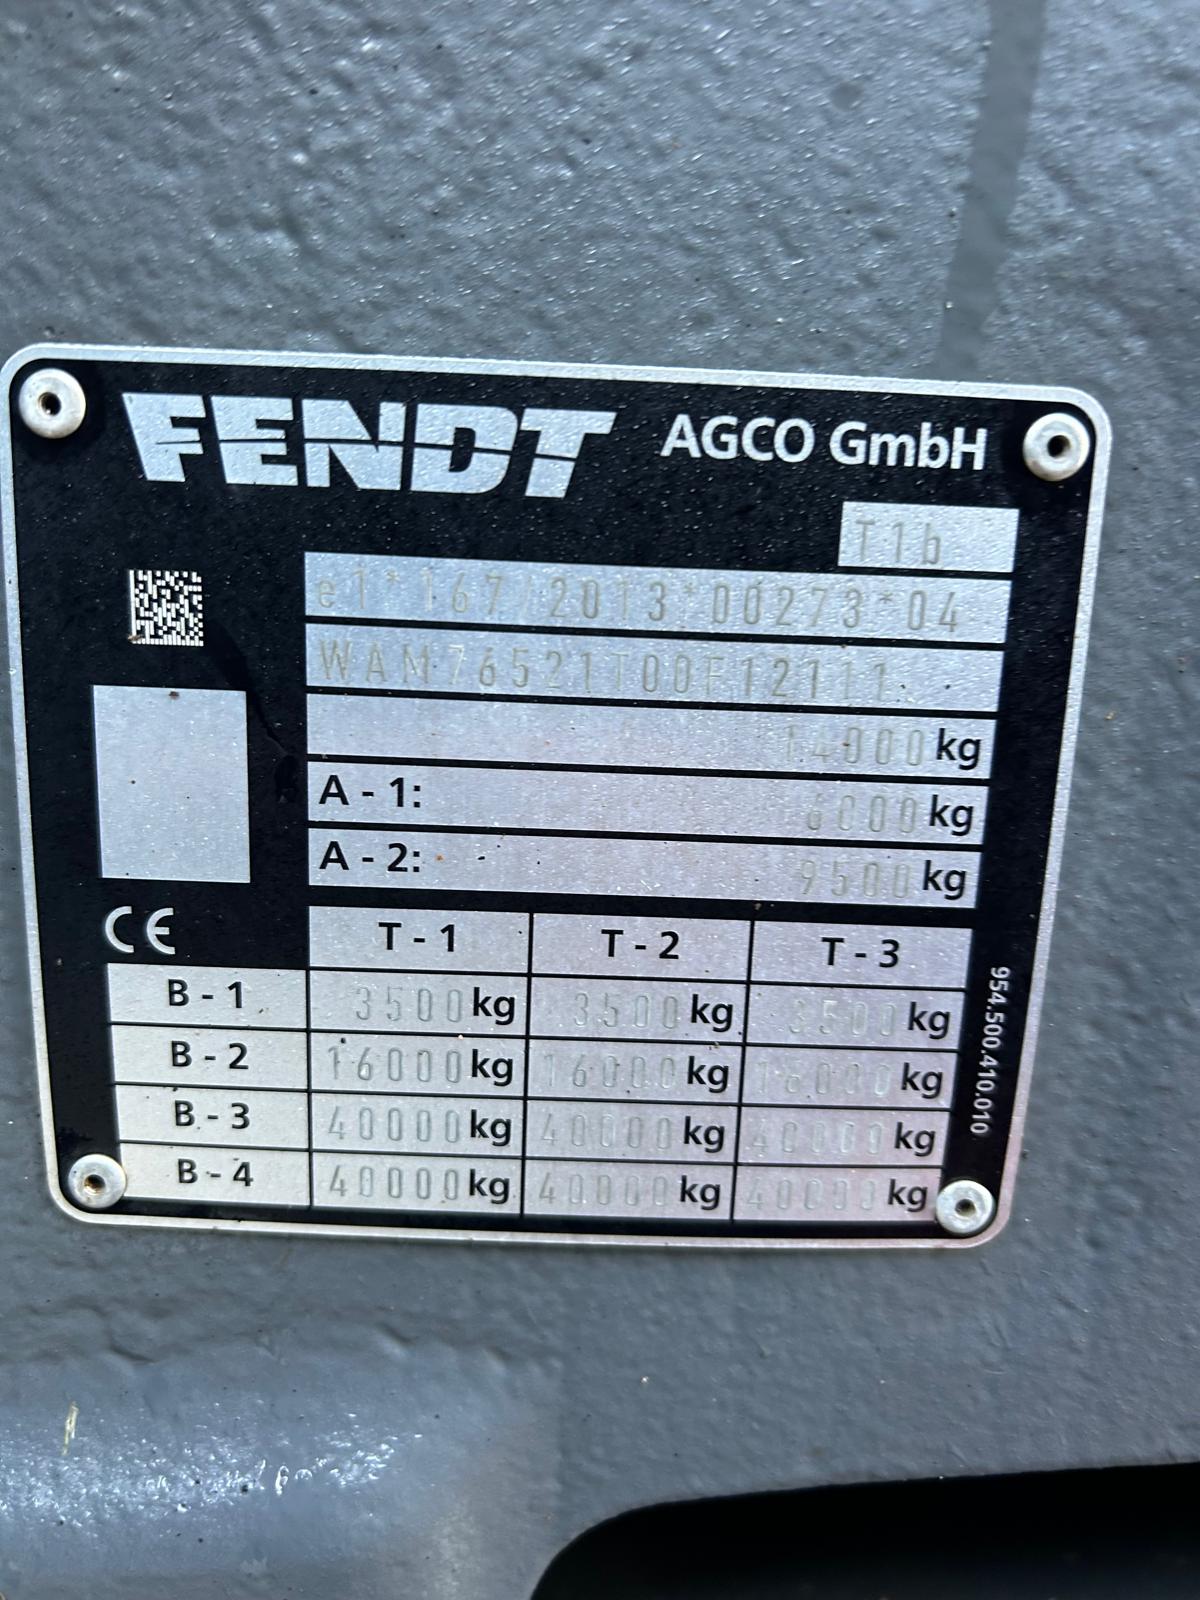 FENDT AGCO GmbH
T1b
e1*167/2013*00273*04
WAM76521T00F12111
14000 kg
A - 1: 6000 kg
A - 2: 9500 kg
CE T - 1 T - 2 T - 3
B - 1 3500 kg 3500 kg 3500 kg
B - 2 16000 kg 16000 kg 16000 kg
B - 3 40000 kg 40000 kg 40000 kg
B - 4 40000 kg 40000 kg 40000 kg
954.500.410.010